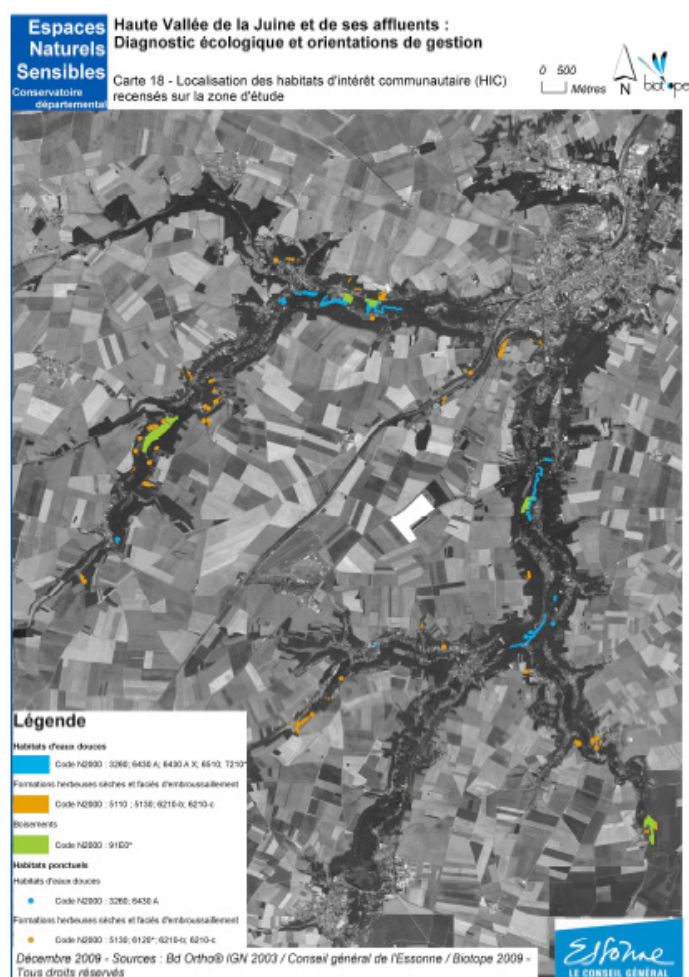 Espaces
Naturels
Sensibles
Conservatoire
départemental
Haute Vallée de la Juine et de ses affluents :
Diagnostic écologique et orientations de gestion
Carte 18 - Localisation des habitats d'intérêt communautaire (HIC)
recensés sur la zone d'étude
0 500
Mètres
N
biotope
Légende
Habitats d'eaux douces
Code N2000 : 3260; 6430 A; 6430 A X; 6510; 7210*
Formations herbeuses sèches et faciès d'embroussaillement
Code N2000 : 5110 ; 5130; 6210-b; 6210-c
Boisements
Code N2000 : 91E0*
Habitats ponctuels
Habitats d'eaux douces
Code N2000 : 3260; 6430 A
Formations herbeuses sèches et faciès d'embroussaillement
Code N2000 : 5130; 6120*; 6210-b; 6210-c
Décembre 2009 - Sources : Bd Ortho® IGN 2003 / Conseil général de l'Essonne / Biotope 2009 -
Tous droits réservés
Essonne
LE CONSEIL GÉNÉRAL